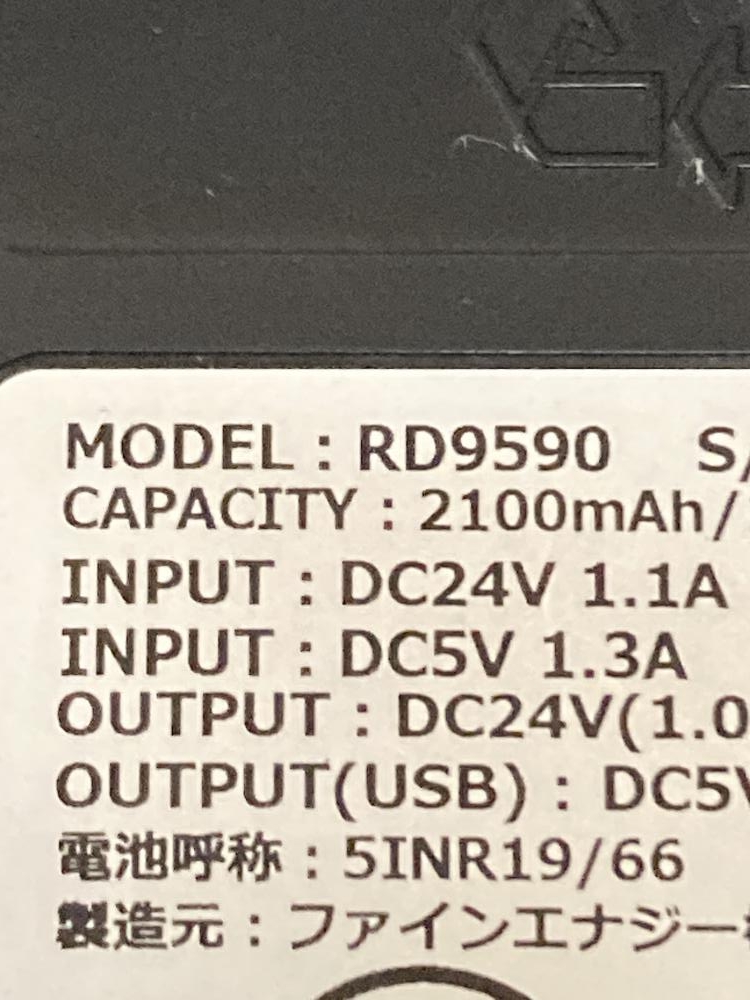 MODEL : RD9590 S/
CAPACITY : 2100mAh/
INPUT : DC24V 1.1A
INPUT : DC5V 1.3A
OUTPUT : DC24V(1.0
OUTPUT(USB) : DC5V
電池呼称 : 5INR19/66
製造元 : ファインエナジー